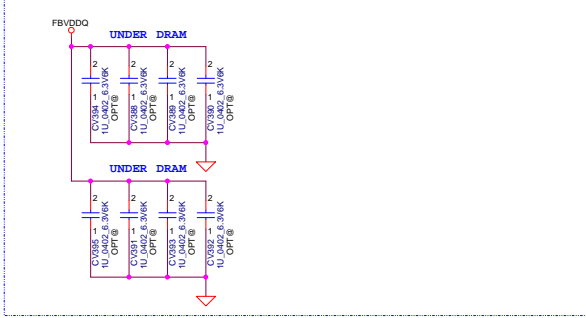 FBVDDQ
UNDER DRAM
2
2
2
2
1
1
1
1
CV394
1U_0402_6.3V6K
OPT@
CV388
1U_0402_6.3V6K
OPT@
CV389
1U_0402_6.3V6K
OPT@
CV390
1U_0402_6.3V6K
OPT@
UNDER DRAM
2
2
2
2
1
1
1
1
CV395
1U_0402_6.3V6K
OPT@
CV391
1U_0402_6.3V6K
OPT@
CV393
1U_0402_6.3V6K
OPT@
CV392
1U_0402_6.3V6K
OPT@